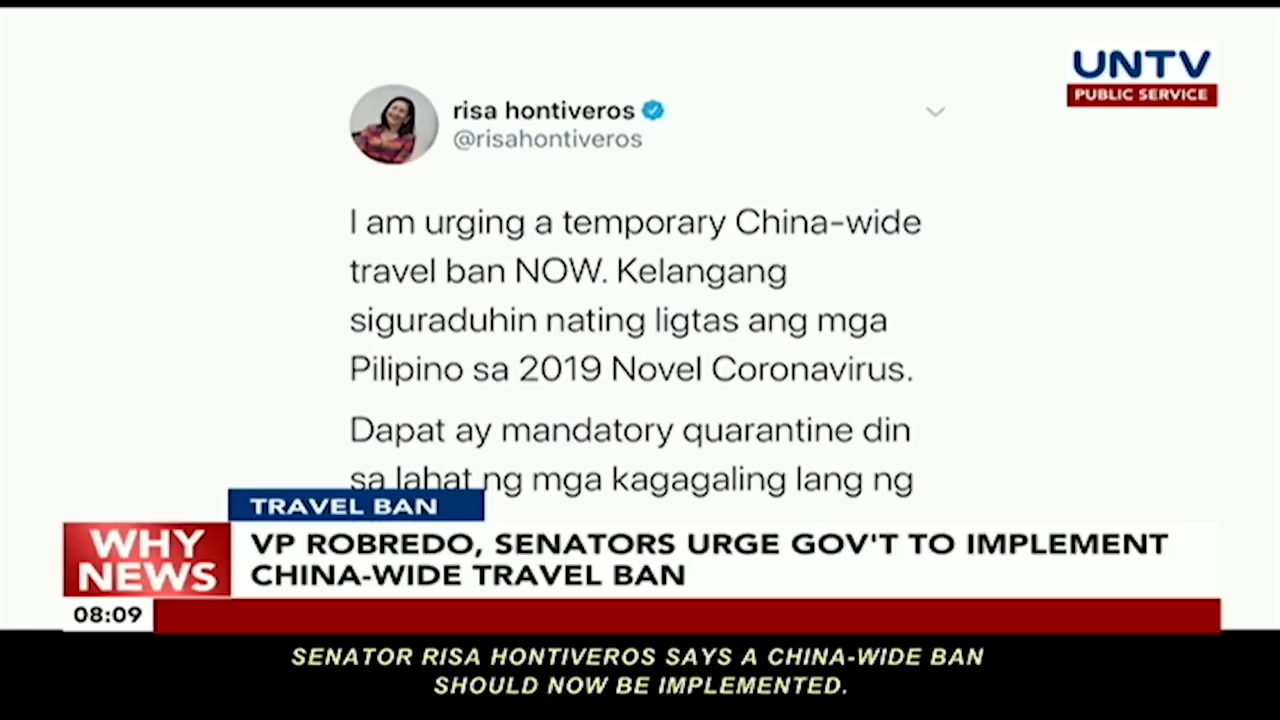 UNTV
PUBLIC SERVICE
risa hontiveros
@risahontiveros
I am urging a temporary China-wide
travel ban NOW. Kelangang
siguraduhin nating ligtas ang mga
Pilipino sa 2019 Novel Coronavirus.
Dapat ay mandatory quarantine din
sa lahat ng mga kagagaling lang ng
TRAVEL BAN
WHY
NEWS
VP ROBREDO, SENATORS URGE GOV'T TO IMPLEMENT
CHINA-WIDE TRAVEL BAN
08:09
SENATOR RISA HONTIVEROS SAYS A CHINA-WIDE BAN
SHOULD NOW BE IMPLEMENTED.